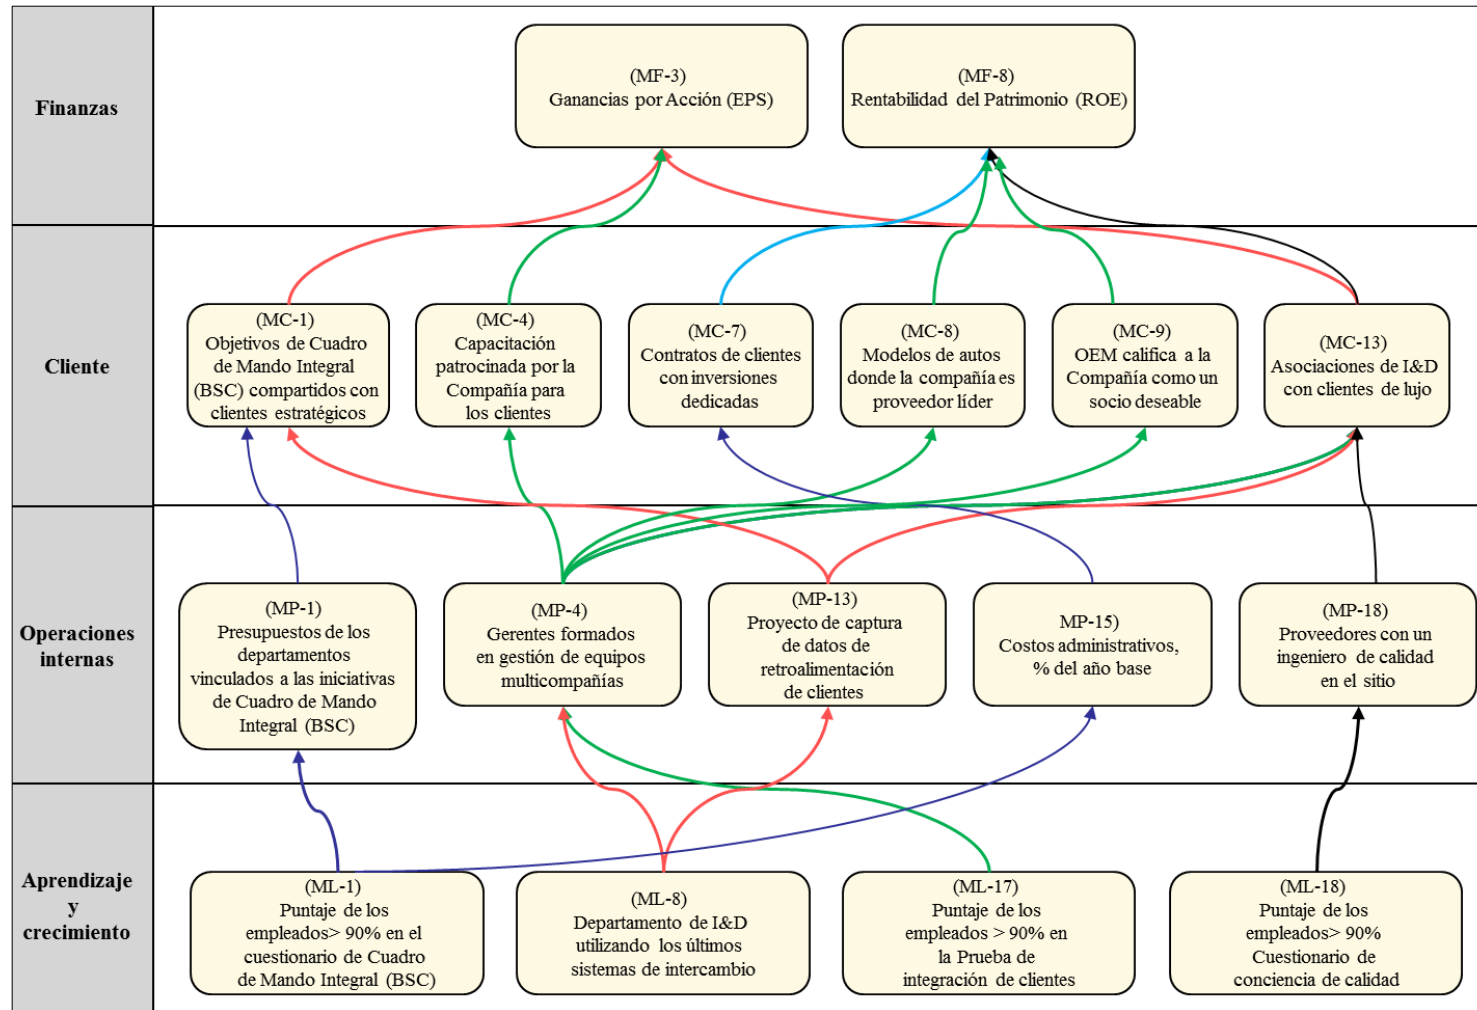 Finanzas
(MF-3)
Ganancias por Acción (EPS)
(MF-8)
Rentabilidad del Patrimonio (ROE)
Cliente
(MC-1)
Objetivos de Cuadro
de Mando Integral
(BSC) compartidos con
clientes estratégicos
(MC-4)
Capacitación
patrocinada por la
Compañía para
los clientes
(MC-7)
Contratos de clientes
con inversiones
dedicadas
(MC-8)
Modelos de autos
donde la compañía es
proveedor líder
(MC-9)
OEM califica a la
Compañía como un
socio deseable
(MC-13)
Asociaciones de I&D
con clientes de lujo
Operaciones
internas
(MP-1)
Presupuestos de los
departamentos
vinculados a las iniciativas
de Cuadro de Mando
Integral (BSC)
(MP-4)
Gerentes formados
en gestión de equipos
multicompañías
(MP-13)
Proyecto de captura
de datos de
retroalimentación
de clientes
MP-15)
Costos administrativos,
% del año base
(MP-18)
Proveedores con un
ingeniero de calidad
en el sitio
Aprendizaje
y
crecimiento
(ML-1)
Puntaje de los
empleados> 90% en el
cuestionario de Cuadro
de Mando Integral (BSC)
(ML-8)
Departamento de I&D
utilizando los últimos
sistemas de intercambio
(ML-17)
Puntaje de los
empleados > 90% en
la Prueba de
integración de clientes
(ML-18)
Puntaje de los
empleados> 90%
Cuestionario de
conciencia de calidad